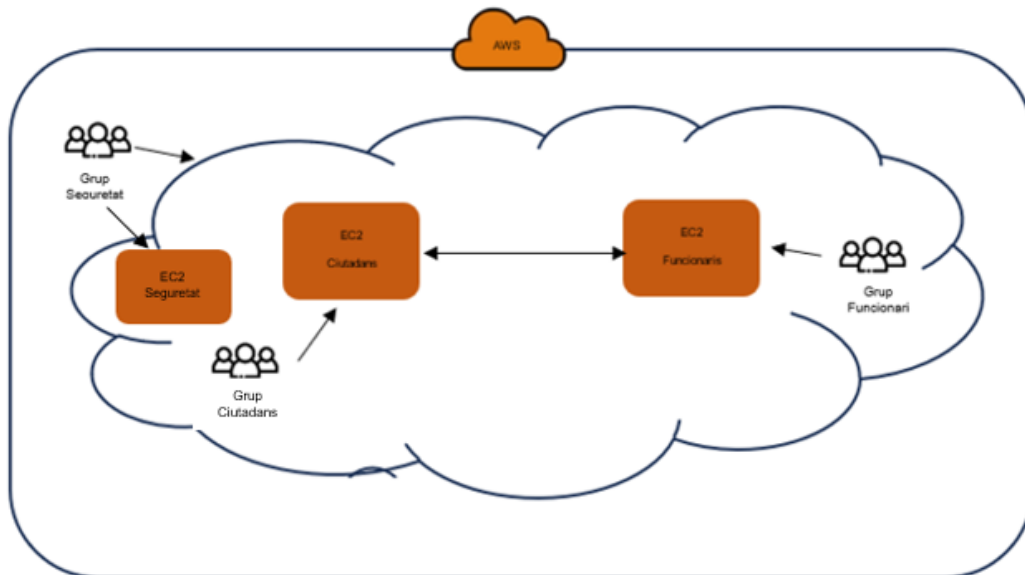 AWS
Grup
Seguretat
EC2
Ciutadans
EC2
Funcionaris
EC2
Seguretat
Grup
Funcionari
Grup
Ciutadans